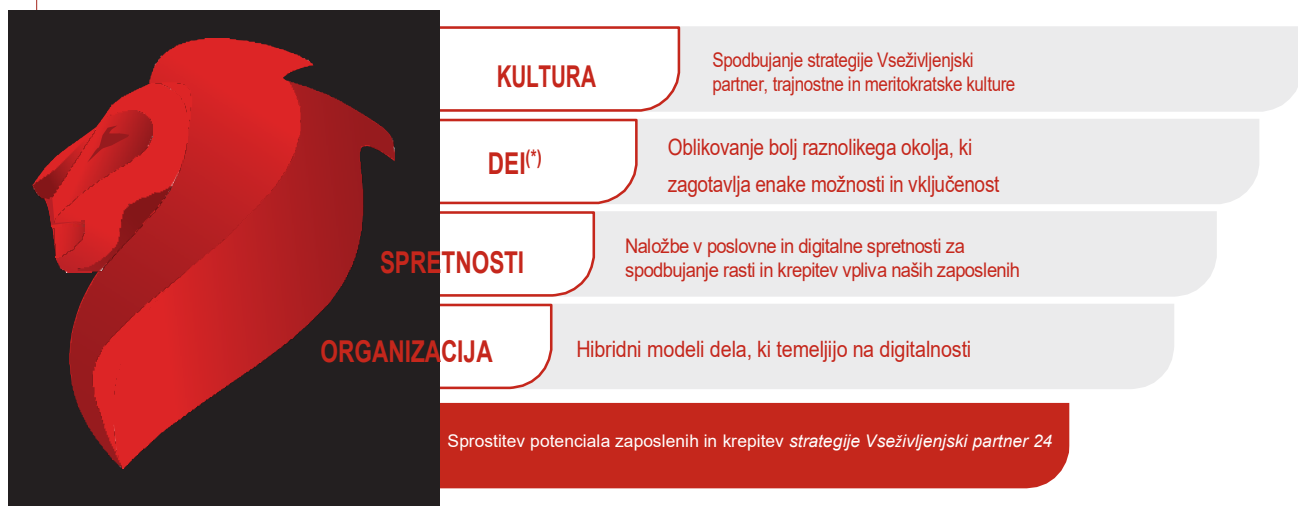 KULTURA
Spodbujanje strategije Vseživljenjski
partner, trajnostne in meritokratske kulture
DEI(*)
Oblikovanje bolj raznolikega okolja, ki
zagotavlja enake možnosti in vključenost
SPRETNOSTI
Naložbe v poslovne in digitalne spretnosti za
spodbujanje rasti in krepitev vpliva naših zaposlenih
ORGANIZACIJA
Hibridni modeli dela, ki temeljijo na digitalnosti
Sprostitev potenciala zaposlenih in krepitev strategije Vseživljenjski partner 24